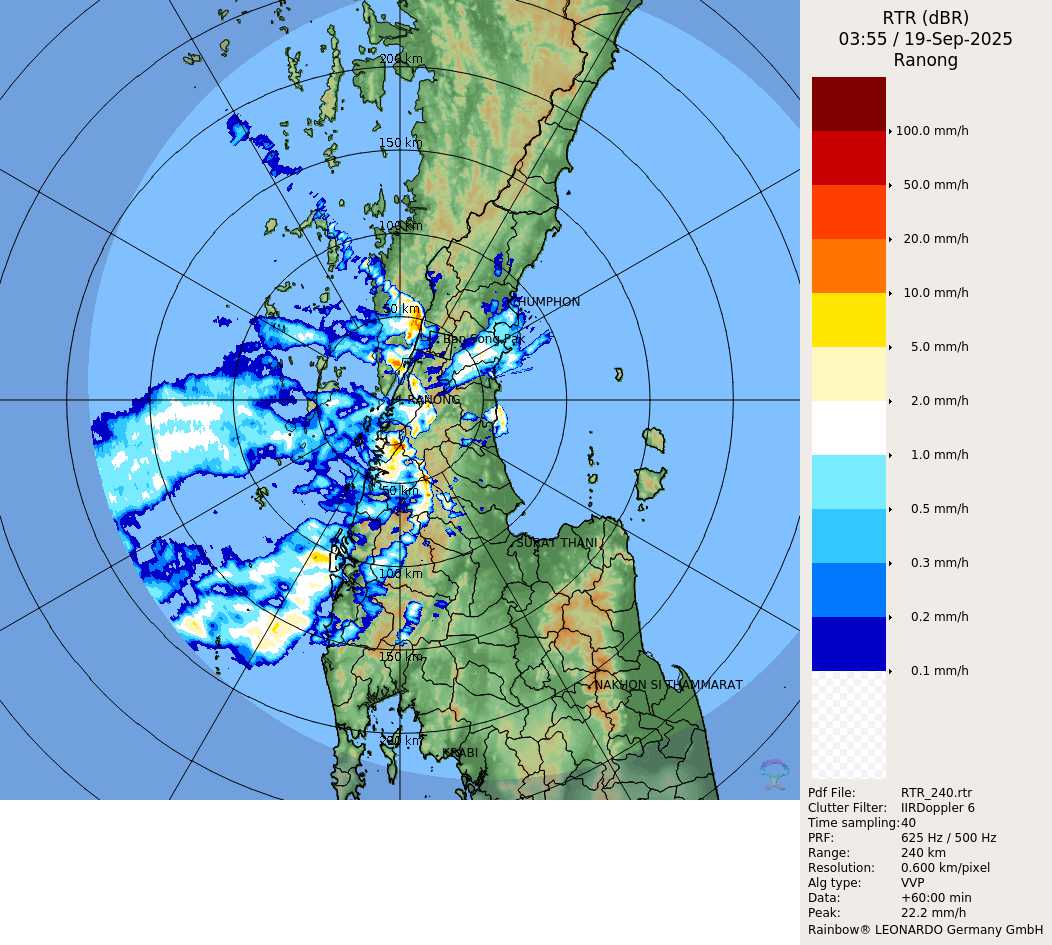 RTR (dBR)
03:55 / 19-Sep-2025
Ranong
200 km
150 km
100 km
50 km
CHUMPHON
Ban Song Pak
RANONG
50 km
SURAT THANI
100 km
150 km
NAKHON SI THAMMARAT
200 km
KRABI
100.0 mm/h
50.0 mm/h
20.0 mm/h
10.0 mm/h
5.0 mm/h
2.0 mm/h
1.0 mm/h
0.5 mm/h
0.3 mm/h
0.2 mm/h
0.1 mm/h
Pdf File: RTR_240.rtr
Clutter Filter: IIRDoppler 6
Time sampling:40
PRF: 625 Hz / 500 Hz
Range: 240 km
Resolution: 0.600 km/pixel
Alg type: VVP
Data: +60:00 min
Peak: 22.2 mm/h
Rainbow® LEONARDO Germany GmbH